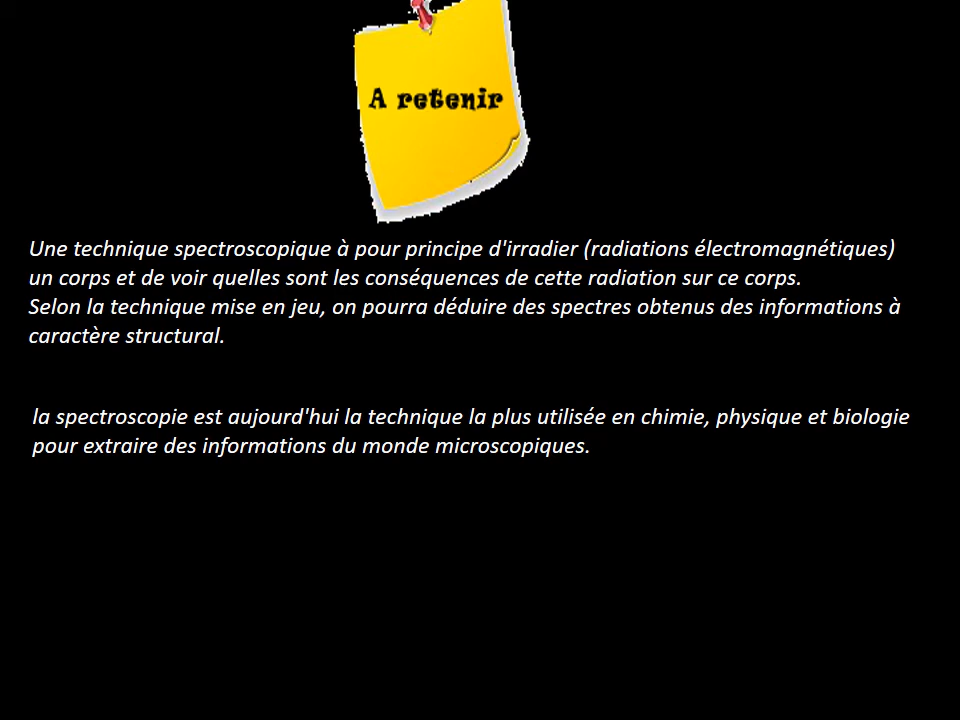 A retenir
Une technique spectroscopique à pour principe d'irradier (radiations électromagnétiques)
un corps et de voir quelles sont les conséquences de cette radiation sur ce corps.
Selon la technique mise en jeu, on pourra déduire des spectres obtenus des informations à
caractère structural.
la spectroscopie est aujourd'hui la technique la plus utilisée en chimie, physique et biologie
pour extraire des informations du monde microscopiques.